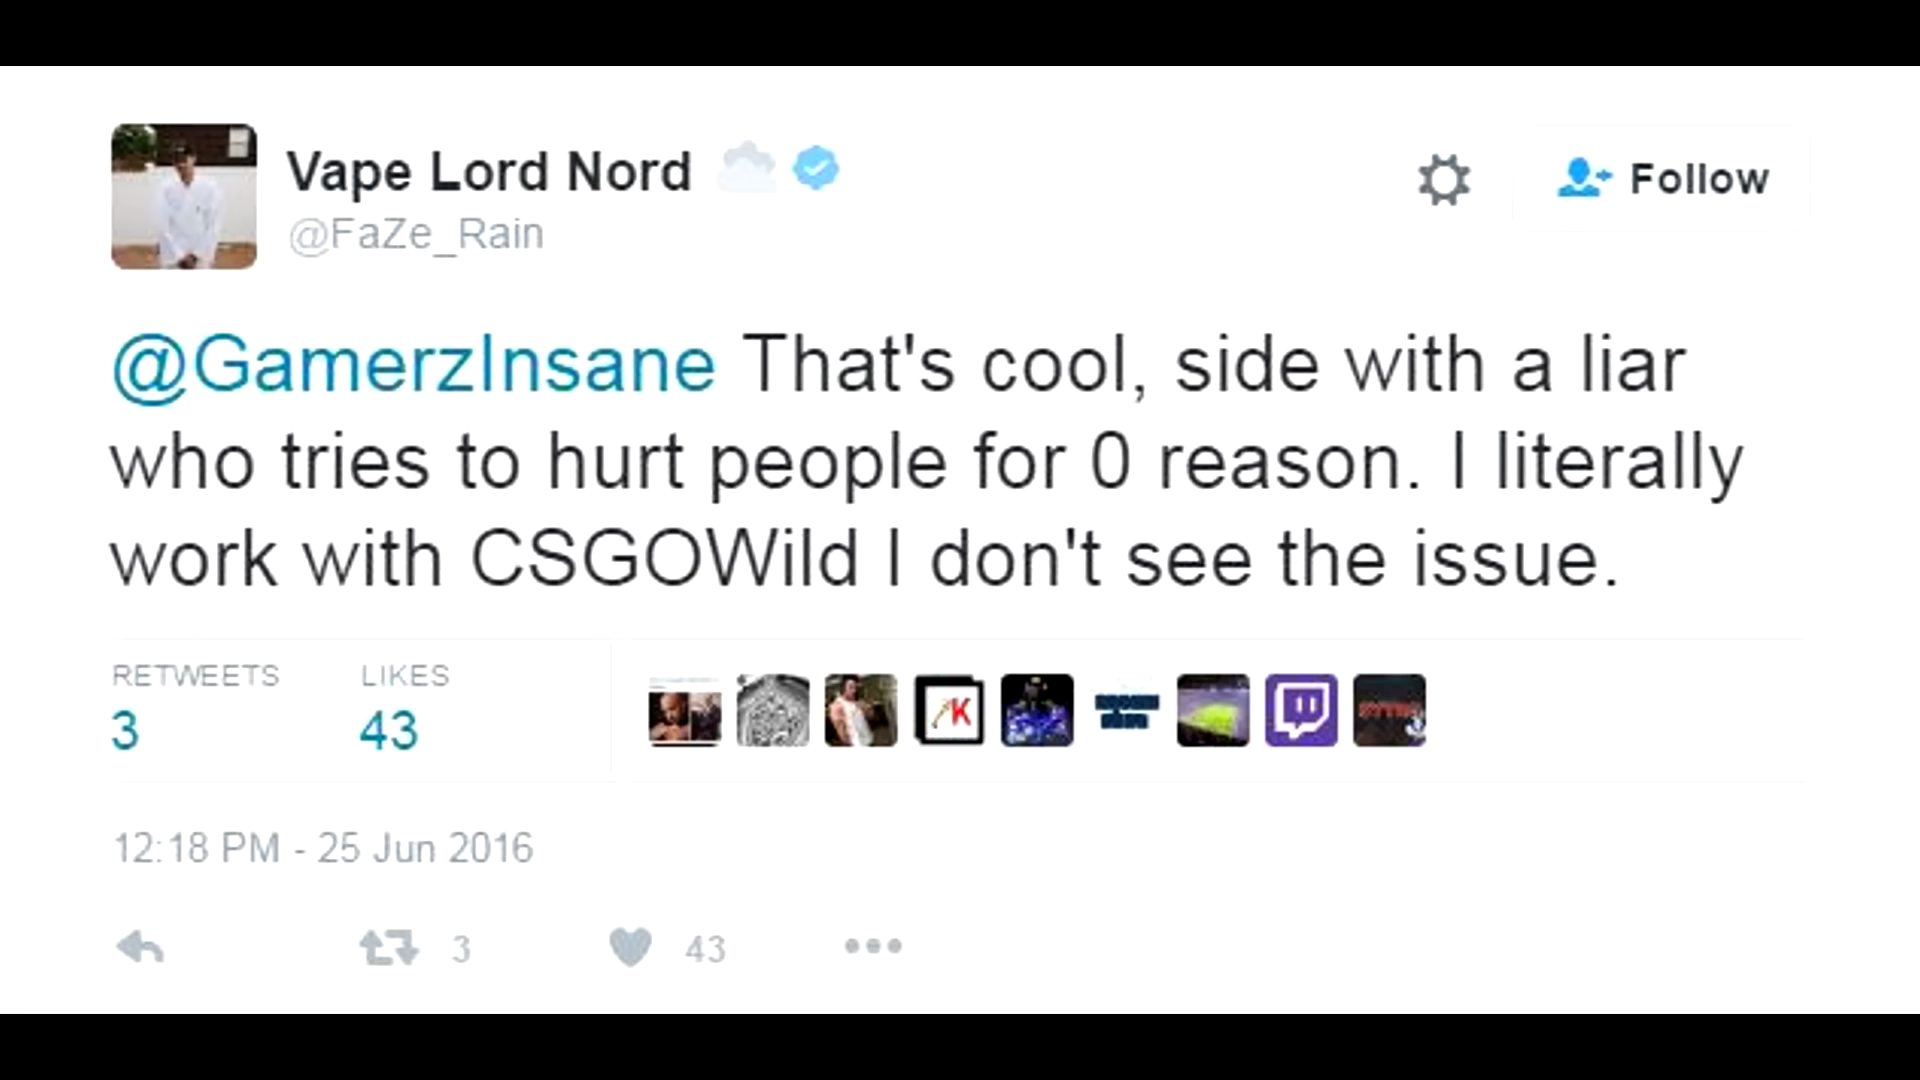 Vape Lord Nord
@FaZe_Rain
Follow
@GamerzInsane That's cool, side with a liar
who tries to hurt people for 0 reason. I literally
work with CSGOWild I don't see the issue.
RETWEETS LIKES
3 43
K
12:18 PM - 25 Jun 2016
3 43